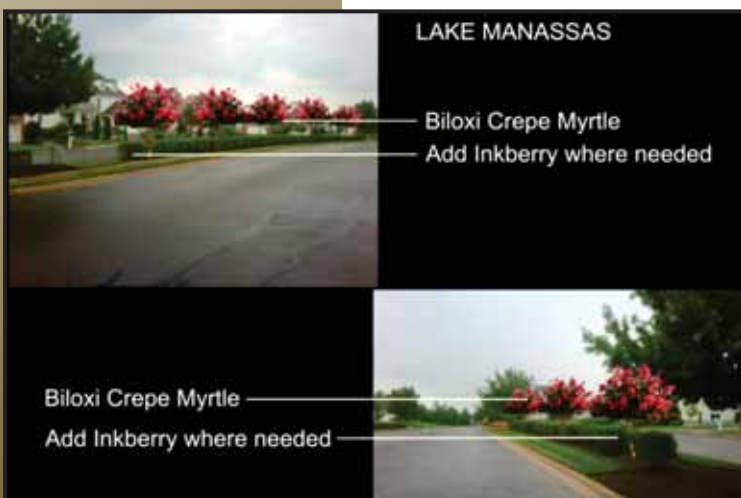 LAKE MANASSAS
Biloxi Crepe Myrtle
Add Inkberry where needed
Biloxi Crepe Myrtle
Add Inkberry where needed